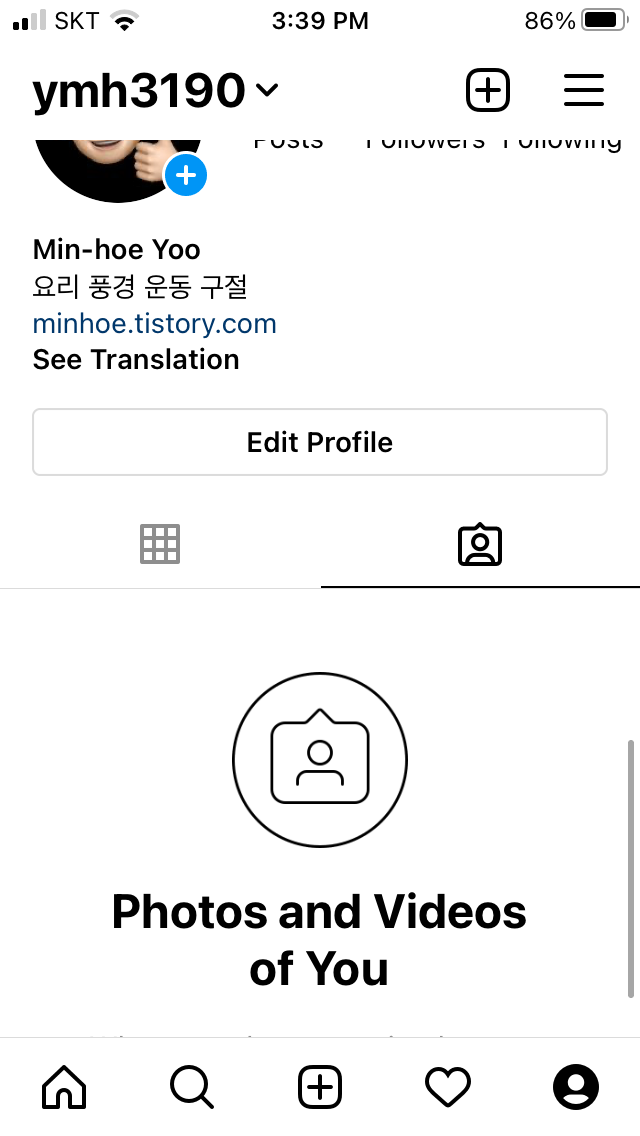 SKT 3:39 PM 86%
ymh3190
Posts Followers Following
Min-hoe Yoo
요리 풍경 운동 구절
minhoe.tistory.com
See Translation
Edit Profile
Photos and Videos
of You